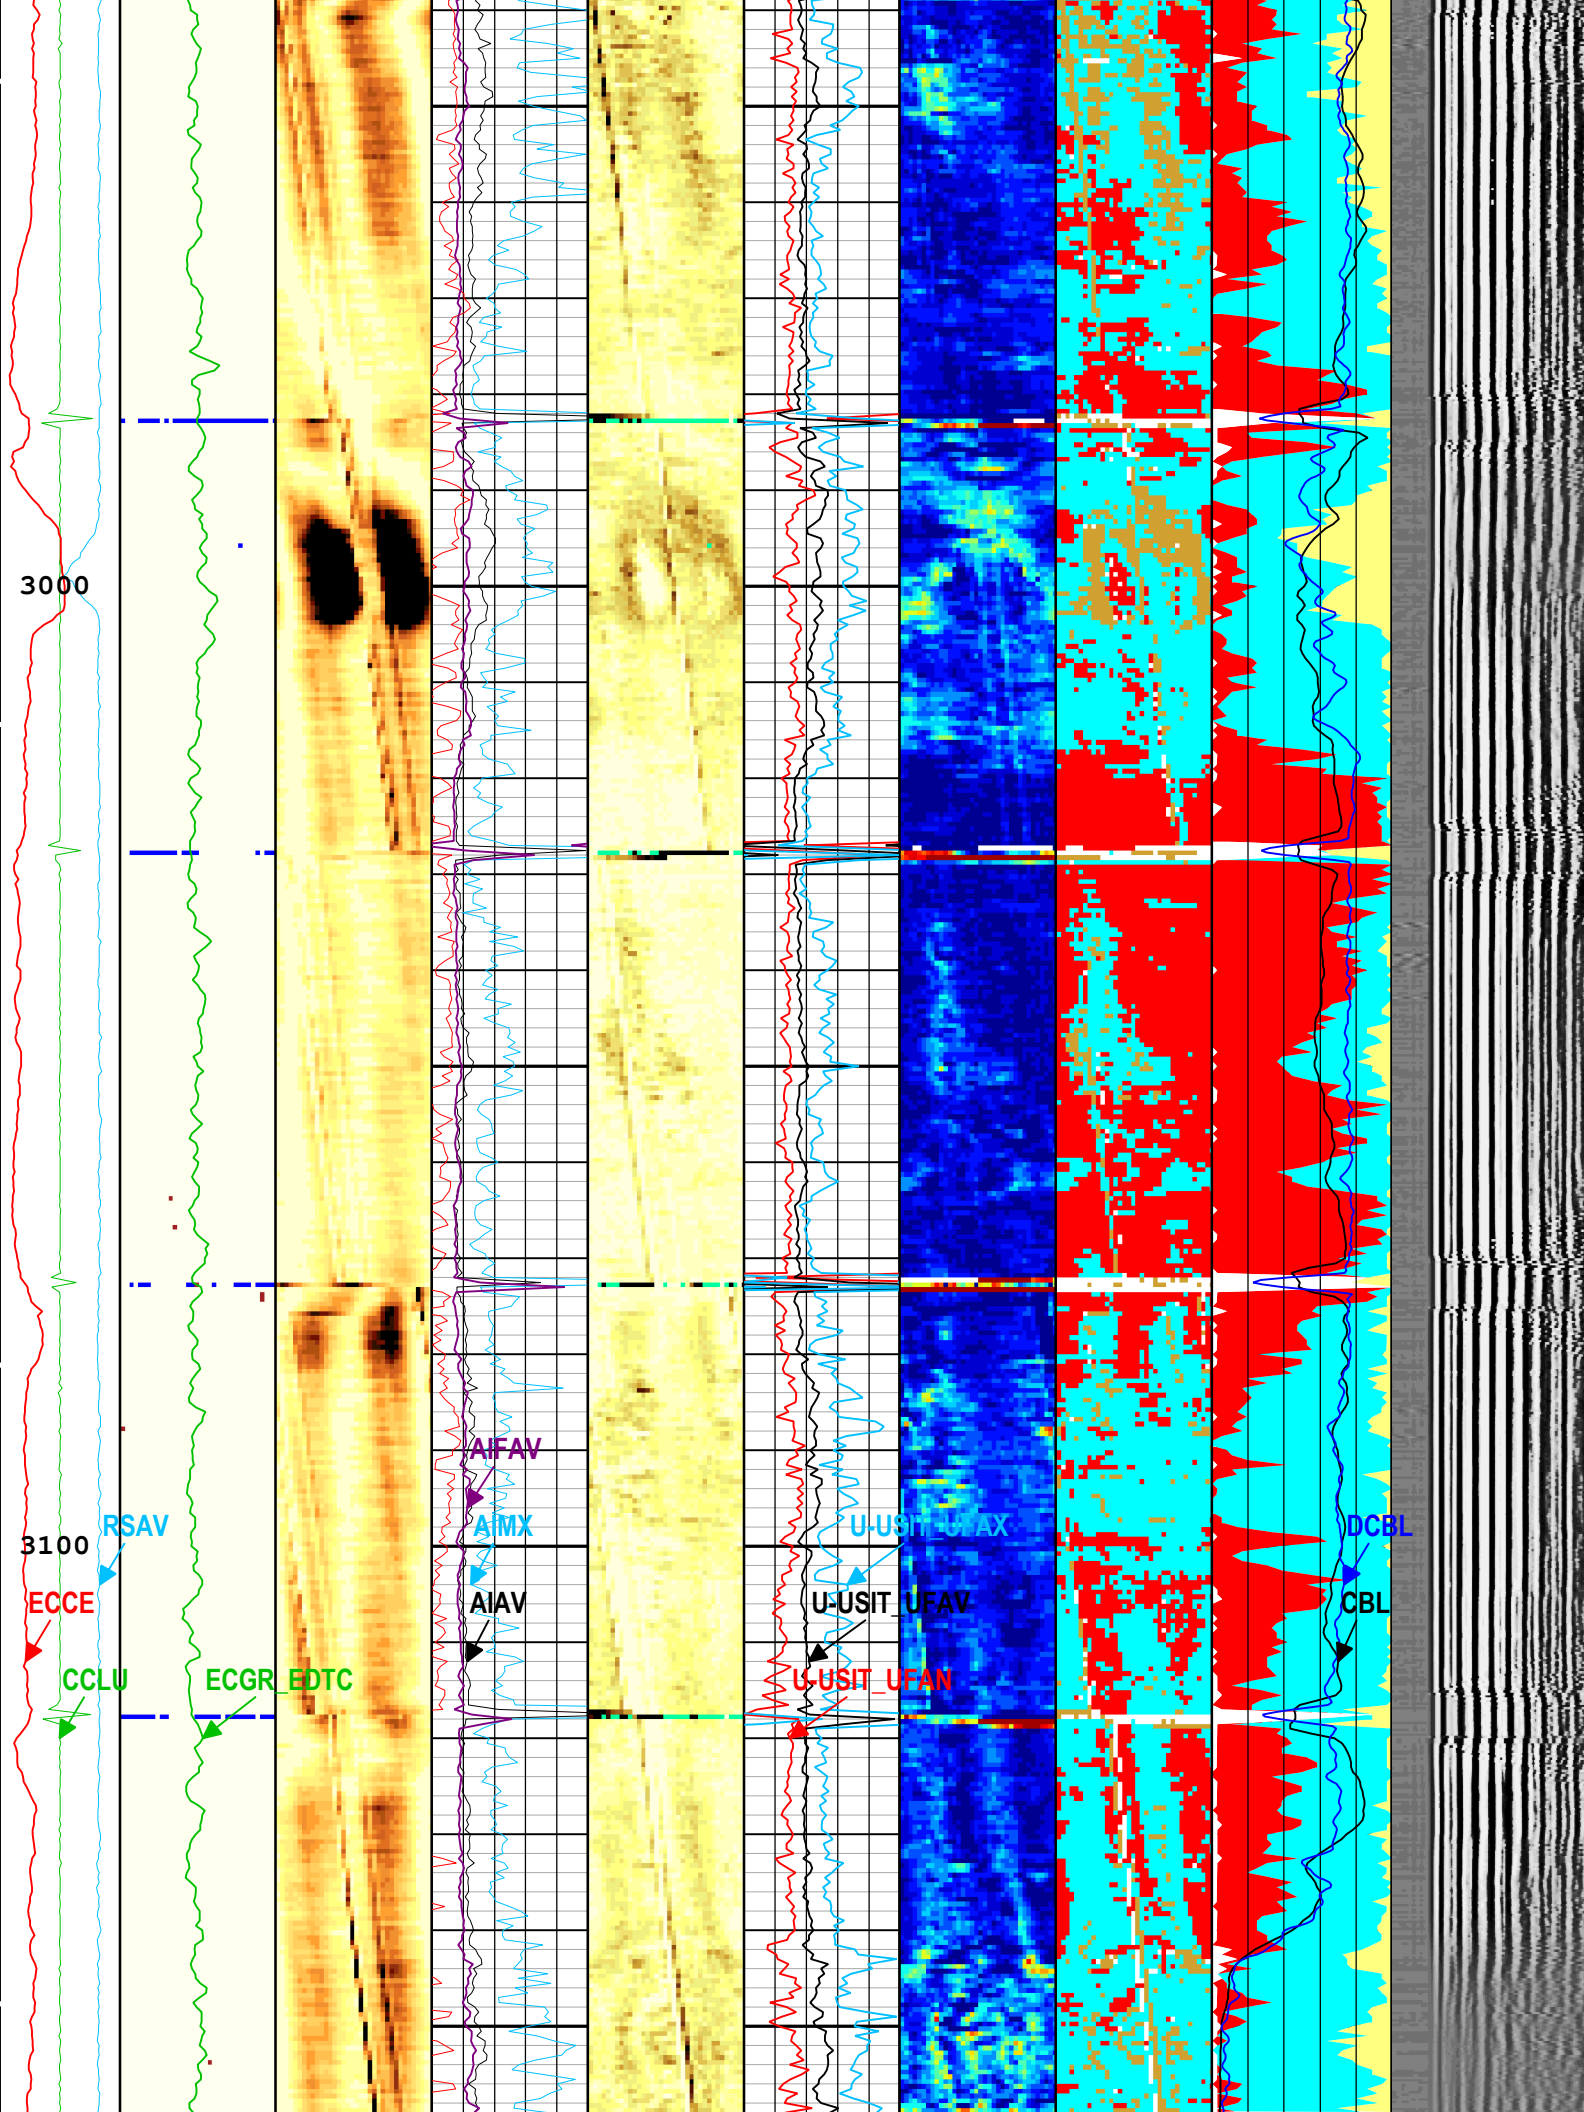 3000
AIFAV
RSAV
AIMX
U-USIT_UFAX
DCBL
3100
ECCE
AIAV
U-USIT_UFAV
CBL
CCLU
ECGR_EDTC
U-USIT_UFAN